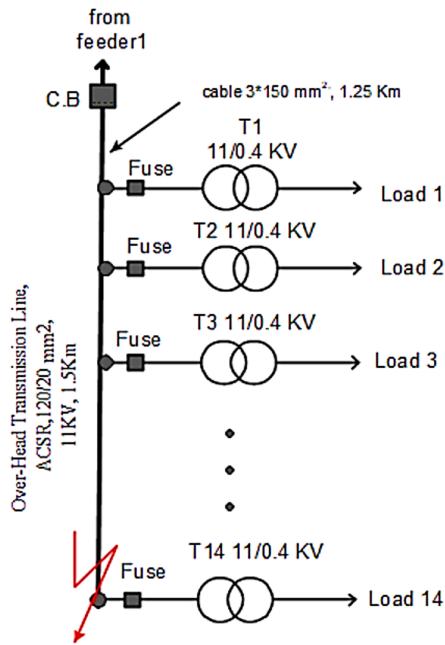 from
feeder1
C.B
cable 3*150 mm², 1.25 Km
T1
11/0.4 KV
Fuse
Load 1
T2 11/0.4 KV
Fuse
Load 2
T3 11/0.4 KV
Fuse
Load 3
Over-Head Transmission Line,
ACSR,120/20 mm2,
11KV, 1.5Km
T14 11/0.4 KV
Fuse
Load 14